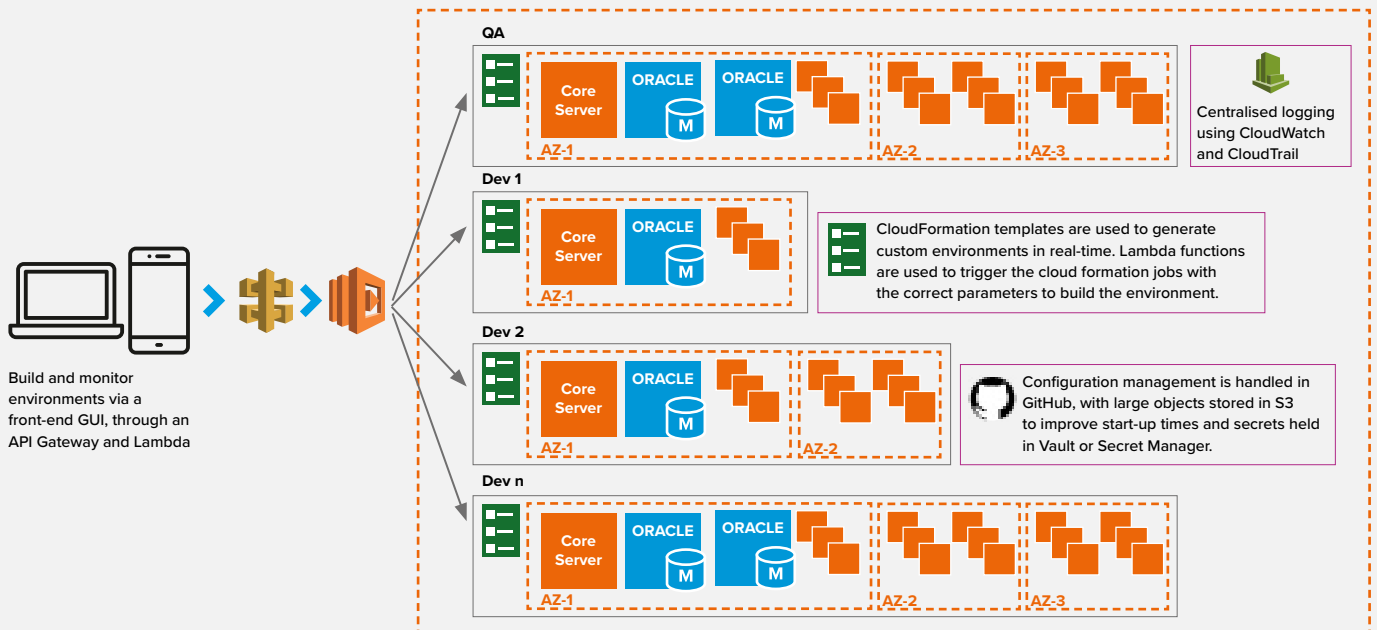 QA
Core
Server
ORACLE
M
ORACLE
M
AZ-1
AZ-2
AZ-3
Centralised logging
using CloudWatch
and CloudTrail
Dev 1
Core
Server
ORACLE
M
AZ-1
CloudFormation templates are used to generate
custom environments in real-time. Lambda functions
are used to trigger the cloud formation jobs with
the correct parameters to build the environment.
Build and monitor
environments via a
front-end GUI, through an
API Gateway and Lambda
Dev 2
Core
Server
ORACLE
M
AZ-1
AZ-2
Configuration management is handled in
GitHub, with large objects stored in S3
to improve start-up times and secrets held
in Vault or Secret Manager.
Dev n
Core
Server
ORACLE
M
ORACLE
M
AZ-1
AZ-2
AZ-3